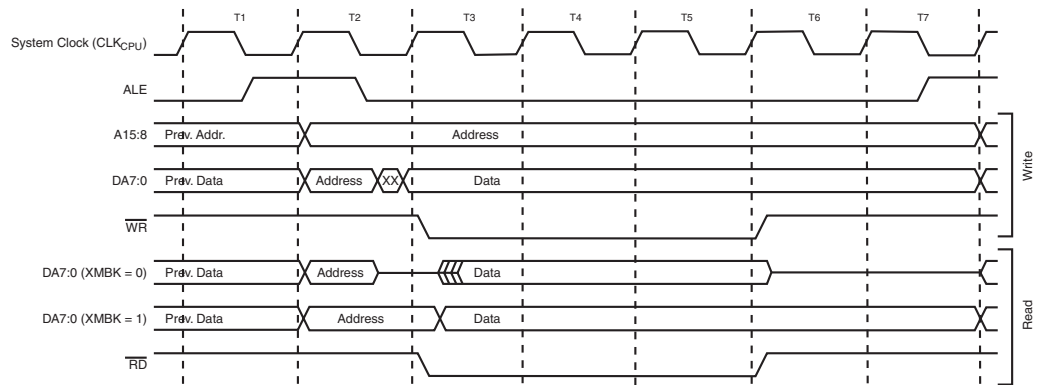 T1 T2 T3 T4 T5 T6 T7
System Clock (CLKCPU)
ALE
A15:8 Prev. Addr. Address
DA7:0 Prev. Data Address XX Data
WR
Write
DA7:0 (XMBK = 0) Prev. Data Address Data
DA7:0 (XMBK = 1) Prev. Data Address Data
RD
Read